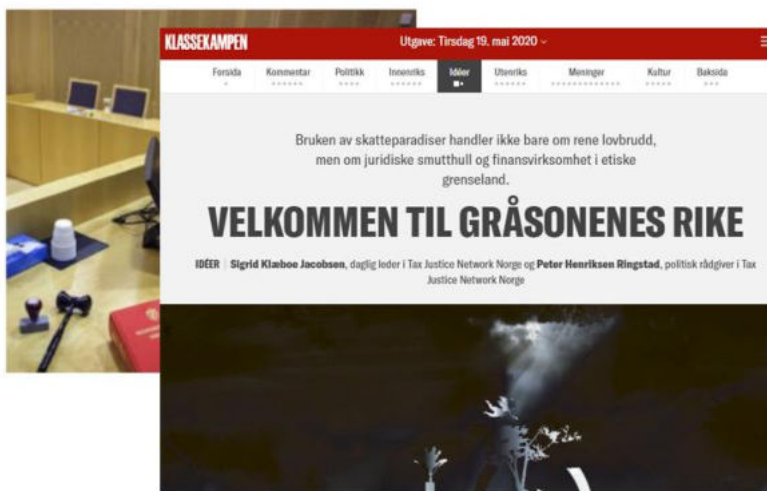 KLASSEKAMPEN
Utgave: Tirsdag 19. mai 2020
Forsida Kommentar Politikk Innenriks Idéer Utenriks Meninger Kultur Baksida
Bruken av skatteparadiser handler ikke bare om rene lovbrudd,
men om juridiske smutthull og finansvirksomhet i etiske
grenseland.
VELKOMMEN TIL GRÅSONENES RIKE
IDÉER | Sigrid Klæboe Jacobsen, daglig leder i Tax Justice Network Norge og Peter Henriksen Ringstad, politisk rådgiver i Tax
Justice Network Norge